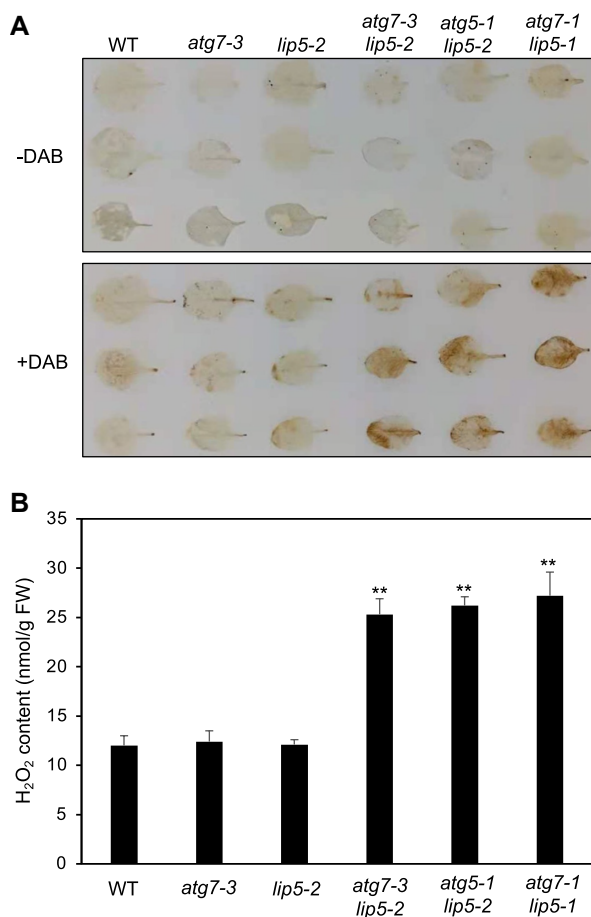 A
WT atg7-3 lip5-2 atg7-3 lip5-2 atg5-1 lip5-2 atg7-1 lip5-1
-DAB
+DAB
B
H₂O₂ content (nmol/g FW)
35
30
25
20
15
10
5
0
** ** **
WT atg7-3 lip5-2 atg7-3 lip5-2 atg5-1 lip5-2 atg7-1 lip5-1